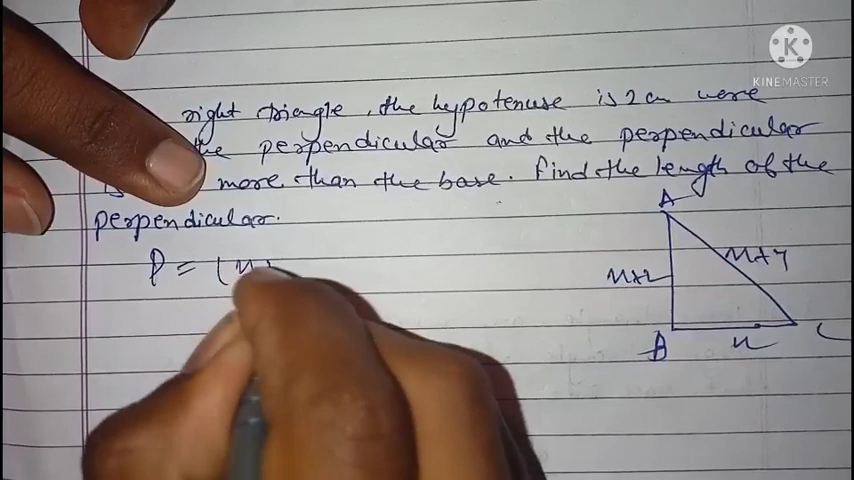 K
KINEMASTER
right triangle, the hypotenuse is 2 cm more
the perpendicular and the perpendicular
is more than the base. Find the length of the
perpendicular.
A
P = (x+
x+2
x+4
B
x
C